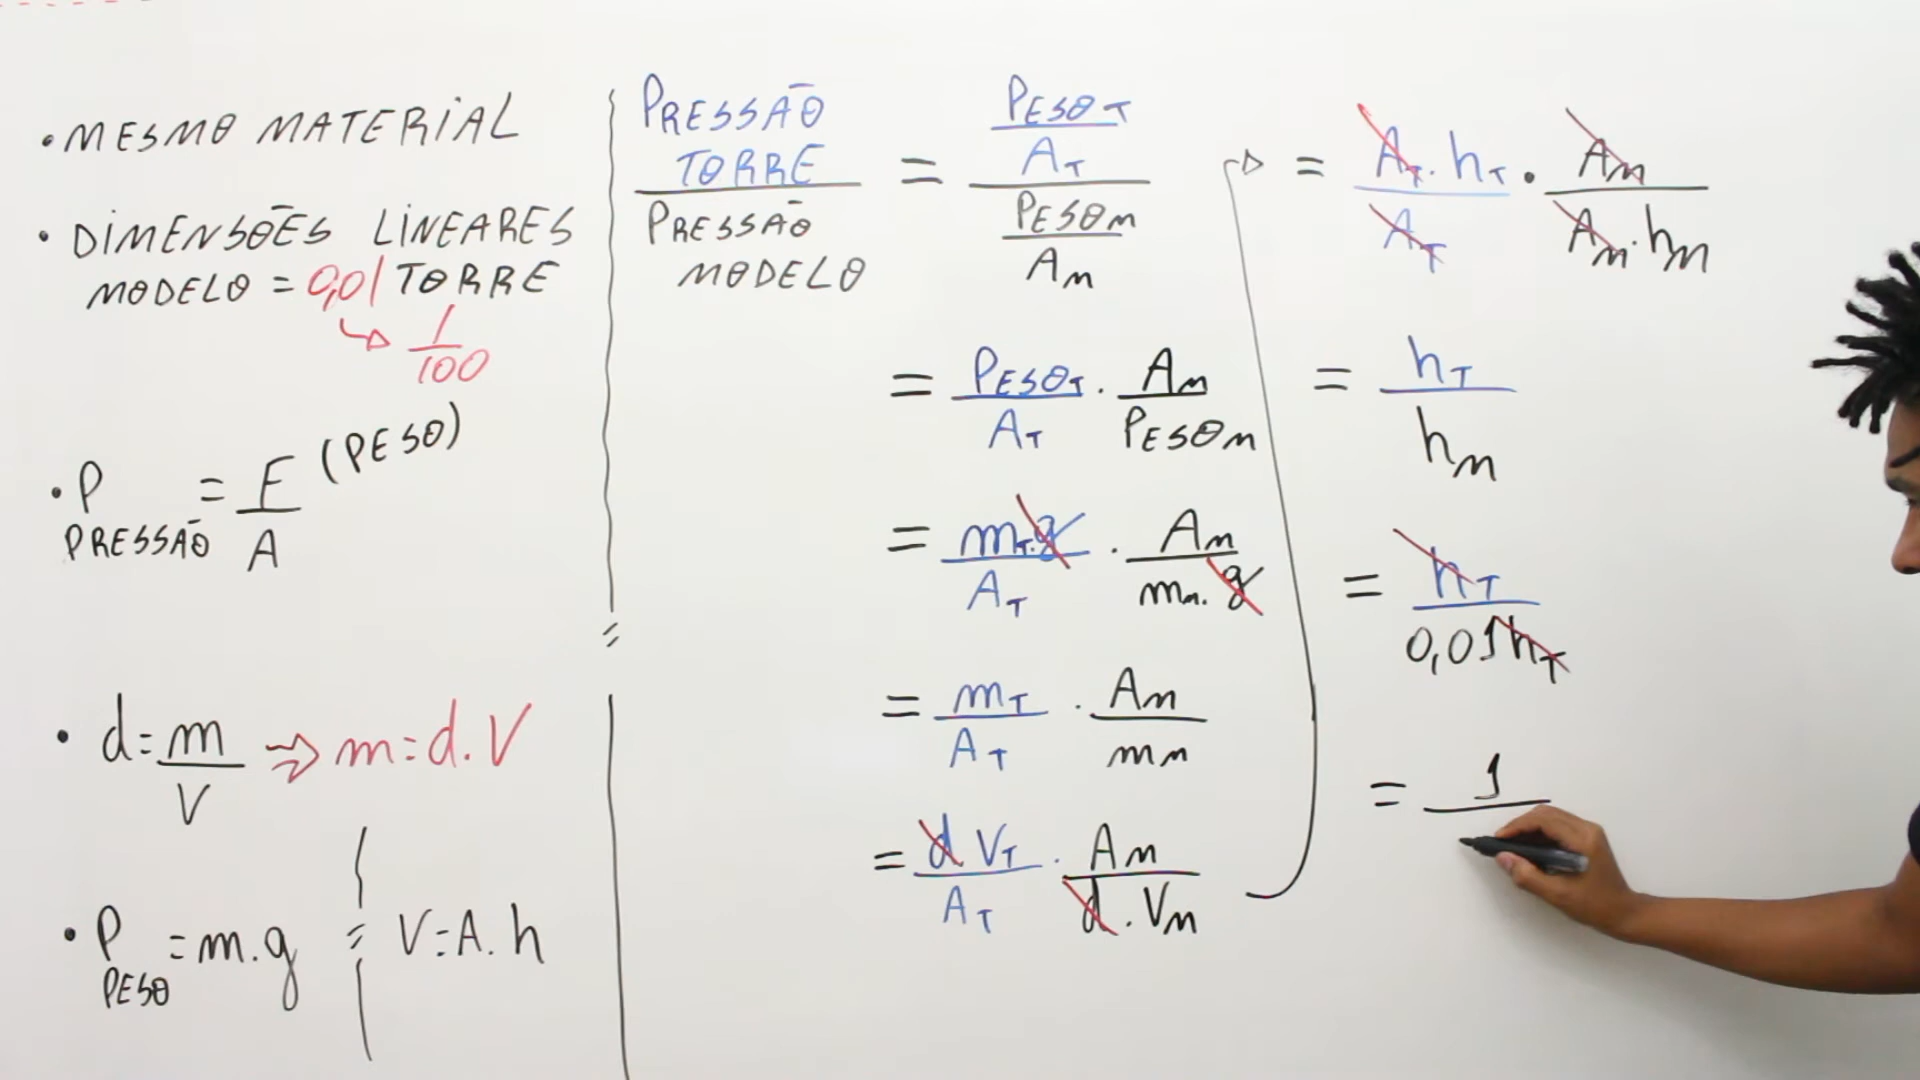 • MESMO MATERIAL
• DIMENSÕES LINEARES
MODELO = 0,01 TORRE
1/100
• P = F (PESO)
PRESSÃO A
• d = m/V ⇒ m = d.V
• P = m.g
PESO
V = A.h
PRESSÃO TORRE / PRESSÃO MODELO = (PESO T / A T) / (PESO M / A M)
= PESO T / A T . A M / PESO M
= m T . g / A T . A M / m M . g
= m T / A T . A M / m M
= d V T / A T . A M / d . V M
= A T . h T / A T . A M / A M . h M
= h T / h M
= h T / 0,01 h T
= 1